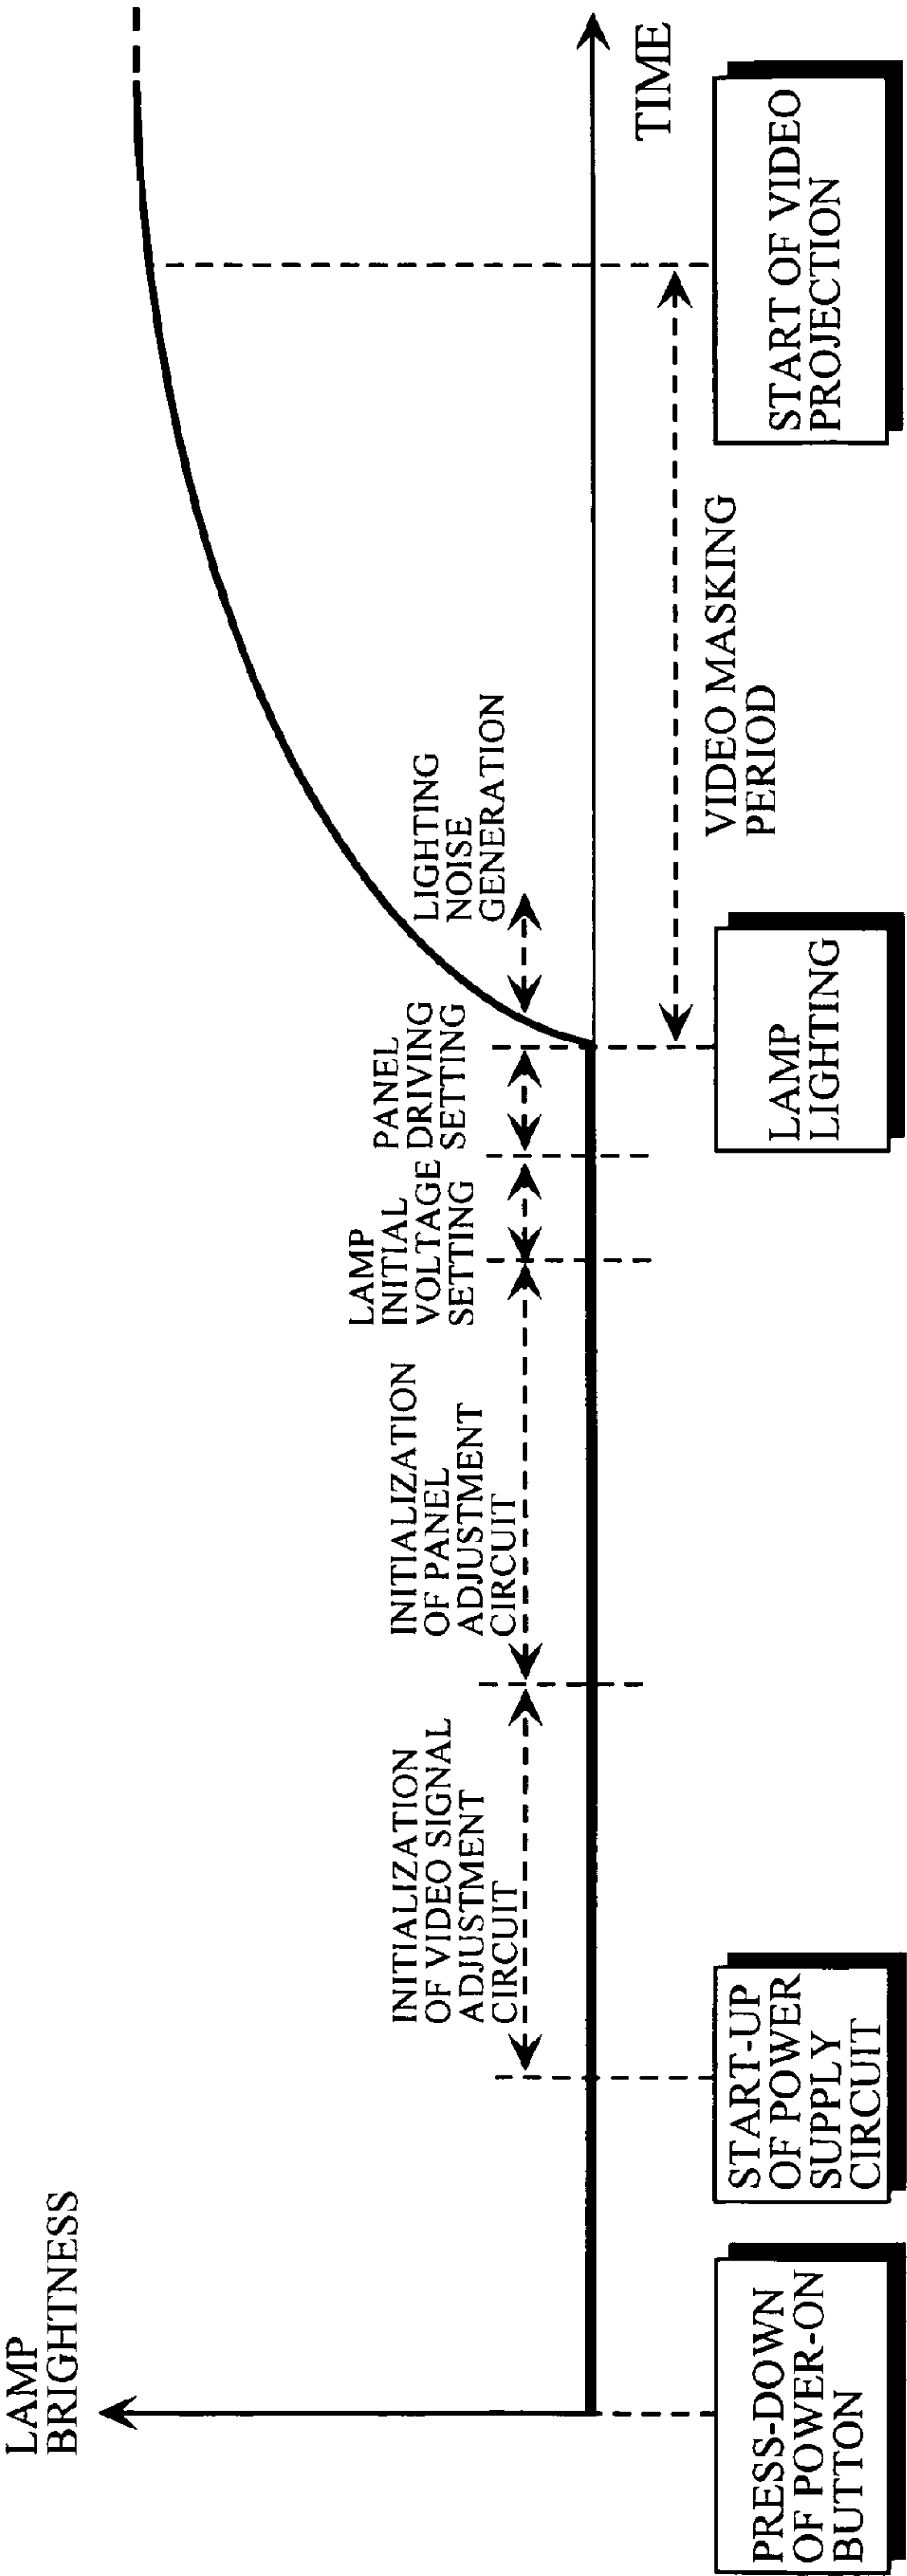 LAMP
BRIGHTNESS
INITIALIZATION
OF VIDEO SIGNAL
ADJUSTMENT
CIRCUIT
INITIALIZATION
OF PANEL
ADJUSTMENT
CIRCUIT
LAMP
INITIAL
VOLTAGE
SETTING
PANEL
DRIVING
SETTING
LIGHTING
NOISE
GENERATION
TIME
VIDEO MASKING
PERIOD
PRESS-DOWN
OF POWER-ON
BUTTON
START-UP
OF POWER
SUPPLY
CIRCUIT
LAMP
LIGHTING
START OF VIDEO
PROJECTION